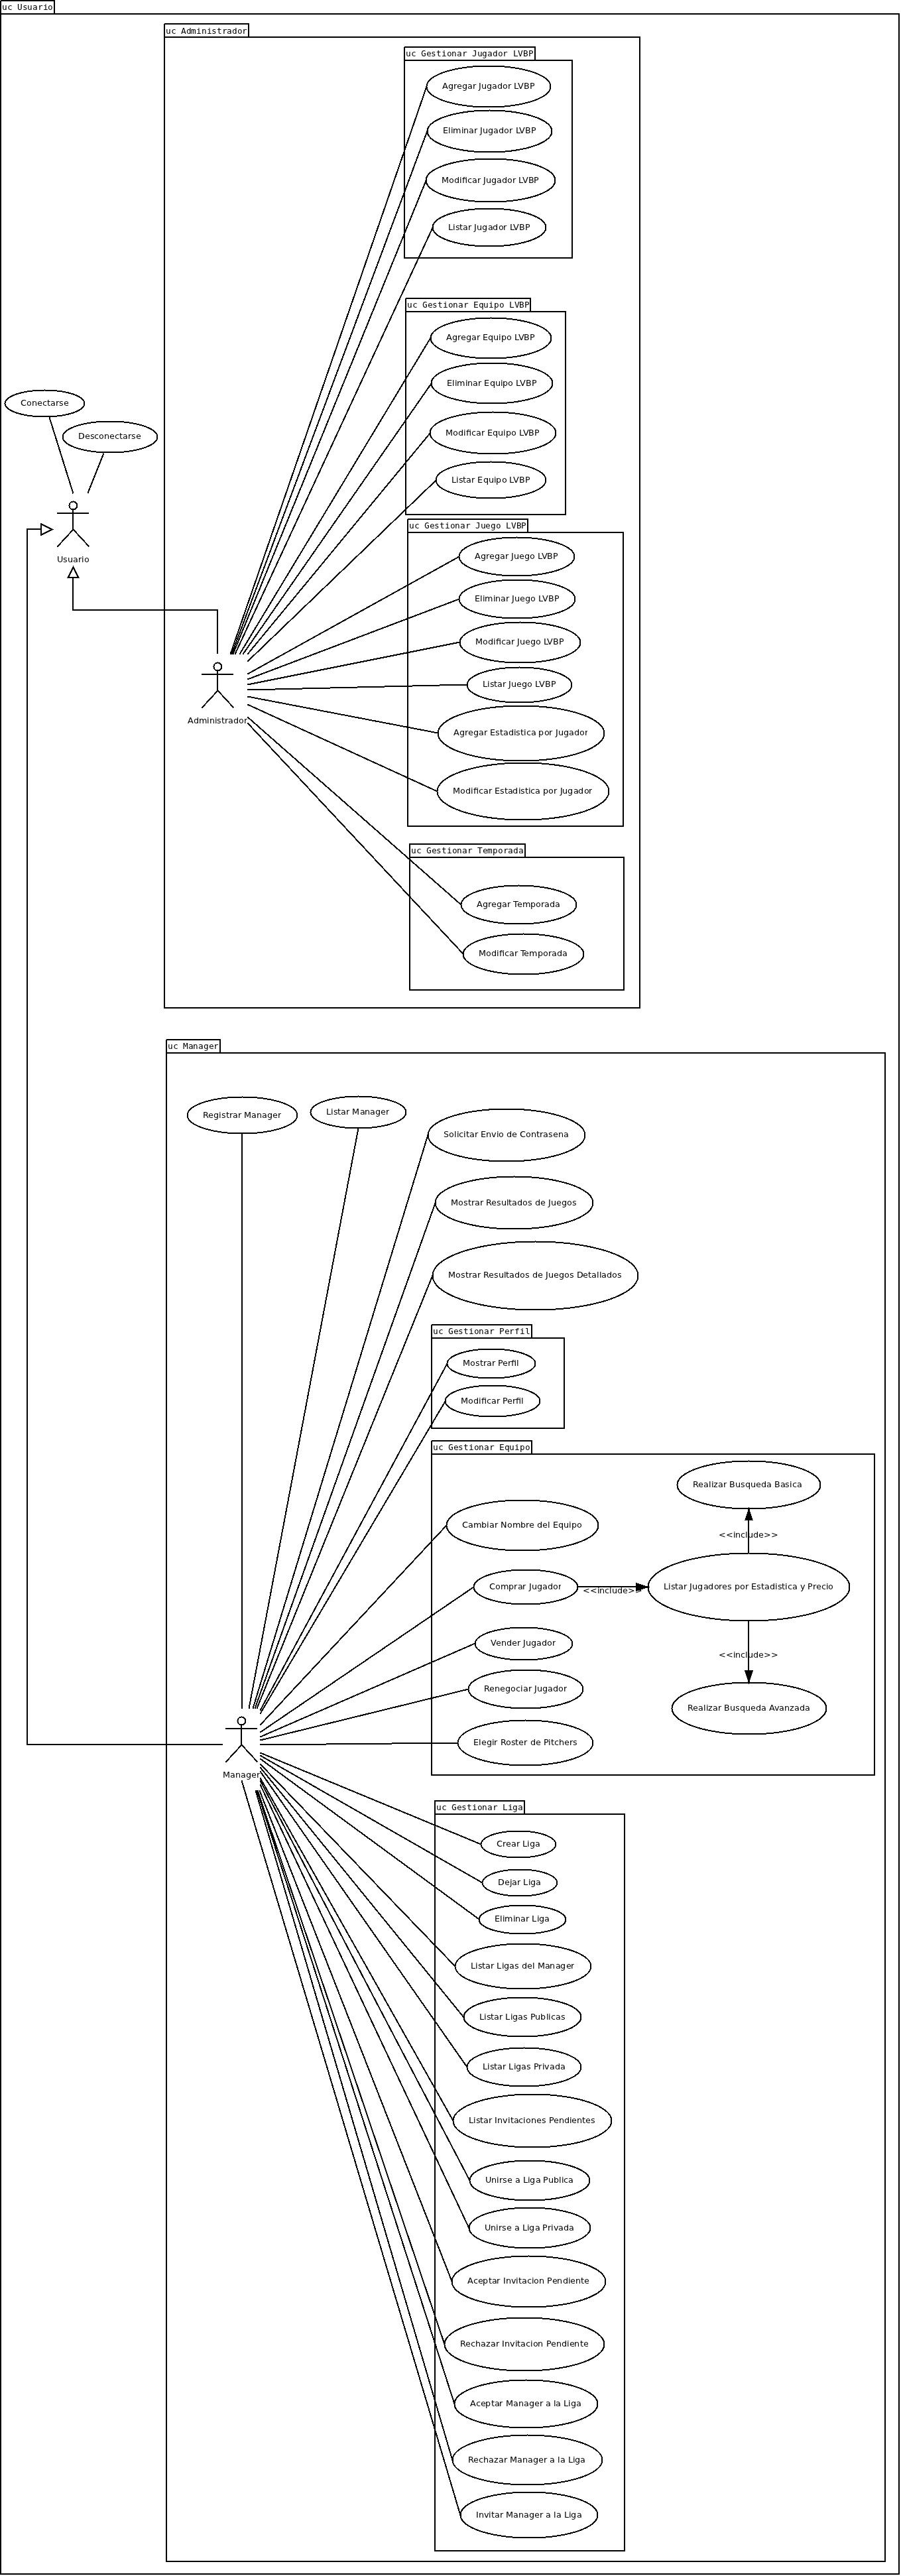 uc Usuario
uc Administrador
uc Gestionar Jugador LVBP
Agregar Jugador LVBP
Eliminar Jugador LVBP
Modificar Jugador LVBP
Listar Jugador LVBP
uc Gestionar Equipo LVBP
Agregar Equipo LVBP
Eliminar Equipo LVBP
Modificar Equipo LVBP
Listar Equipo LVBP
Conectarse
Desconectarse
Usuario
uc Gestionar Juego LVBP
Agregar Juego LVBP
Eliminar Juego LVBP
Modificar Juego LVBP
Listar Juego LVBP
Administrador
Agregar Estadistica por Jugador
Modificar Estadistica por Jugador
uc Gestionar Temporada
Agregar Temporada
Modificar Temporada
uc Manager
Registrar Manager
Listar Manager
Solicitar Envio de Contrasena
Mostrar Resultados de Juegos
Mostrar Resultados de Juegos Detallados
uc Gestionar Perfil
Mostrar Perfil
Modificar Perfil
uc Gestionar Equipo
Realizar Busqueda Basica
Cambiar Nombre del Equipo
<<include>>
Comprar Jugador
<<include>>
Listar Jugadores por Estadistica y Precio
Vender Jugador
<<include>>
Renegociar Jugador
Realizar Busqueda Avanzada
Elegir Roster de Pitchers
Manager
uc Gestionar Liga
Crear Liga
Dejar Liga
Eliminar Liga
Listar Ligas del Manager
Listar Ligas Publicas
Listar Ligas Privada
Listar Invitaciones Pendientes
Unirse a Liga Publica
Unirse a Liga Privada
Aceptar Invitacion Pendiente
Rechazar Invitacion Pendiente
Aceptar Manager a la Liga
Rechazar Manager a la Liga
Invitar Manager a la Liga